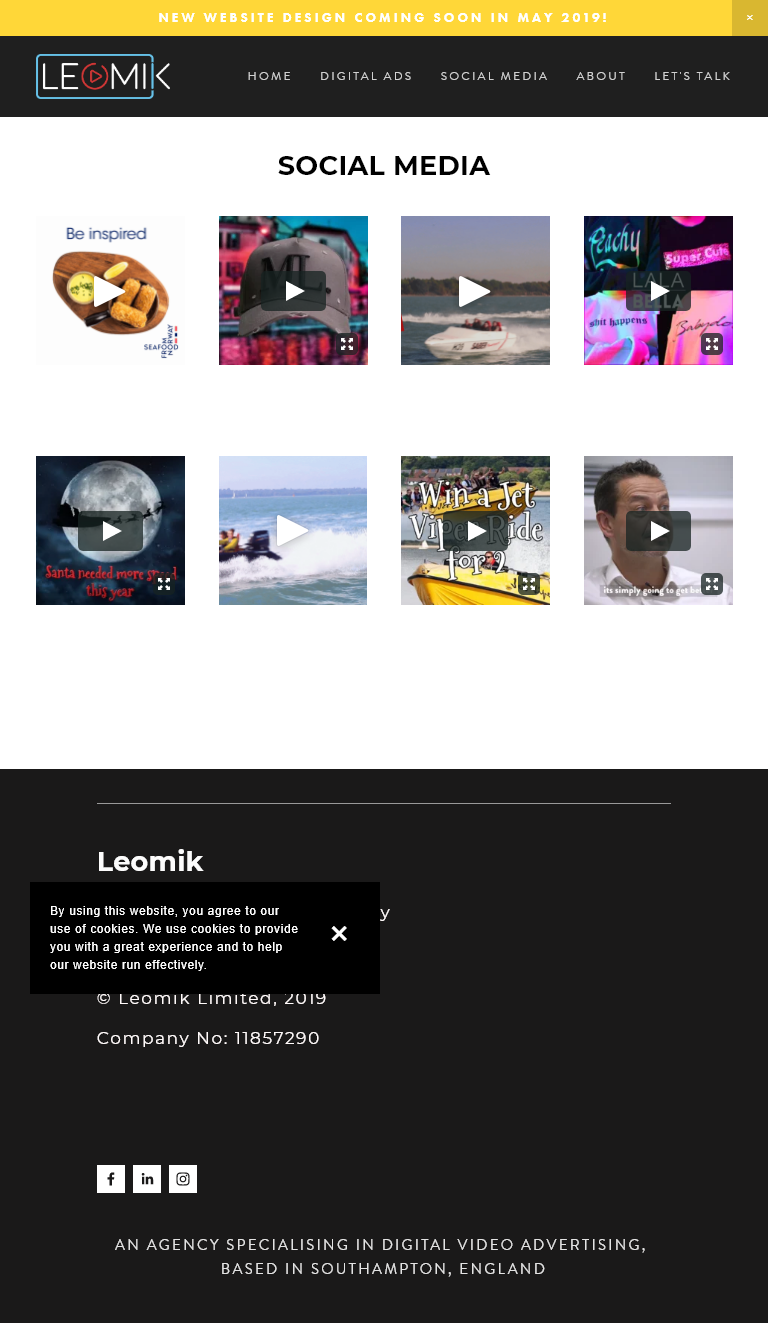 NEW WEBSITE DESIGN COMING SOON IN MAY 2019!
LEOMIK
HOME
DIGITAL ADS
SOCIAL MEDIA
ABOUT
LET'S TALK
SOCIAL MEDIA
Be inspired
SEAFOOD
FROM
NORWAY
ML
Peachy
Super Cute
LALA
BELLA
shit happens
Santa needed more
this year
Win a Jet
Viper Ride
for 2
its simply going to get
Leomik
By using this website, you agree to our
use of cookies. We use cookies to provide
you with a great experience and to help
our website run effectively.
y
© Leomik Limited, 2019
Company No: 11857290
AN AGENCY SPECIALISING IN DIGITAL VIDEO ADVERTISING,
BASED IN SOUTHAMPTON, ENGLAND